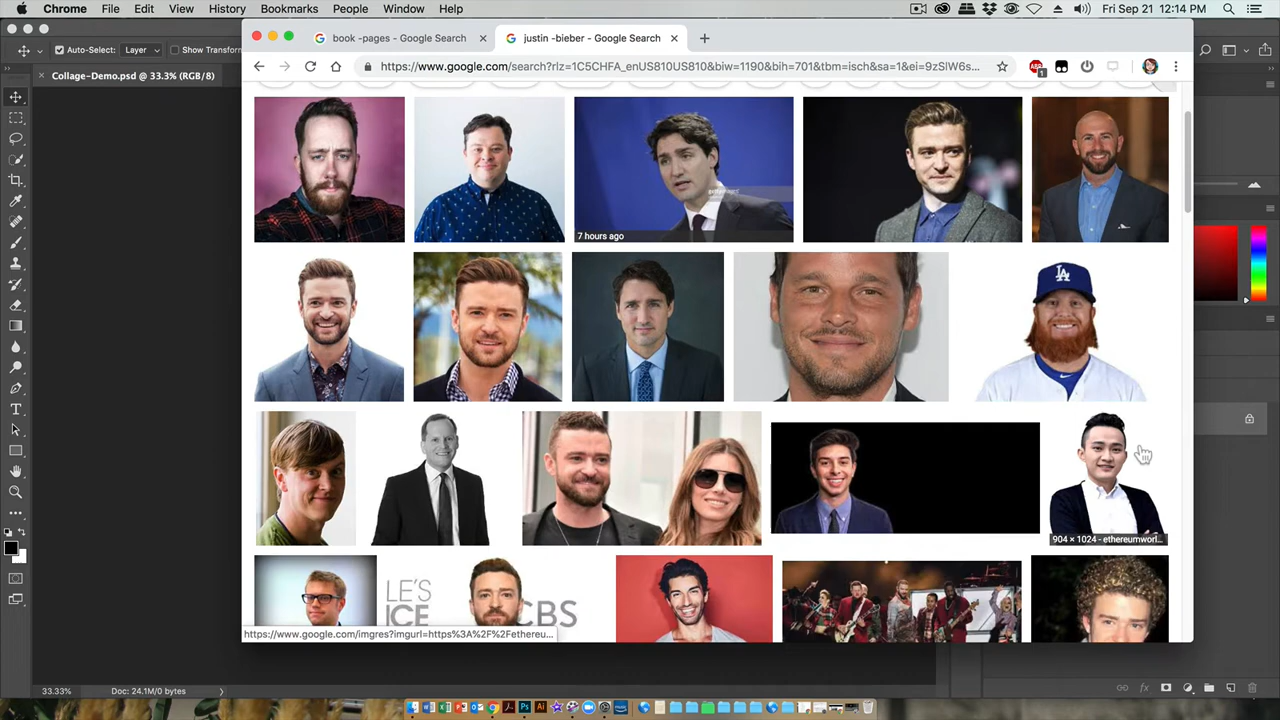 Chrome File Edit View History Bookmarks People Window Help Fri Sep 21 12:14 PM
book -pages - Google Search
justin -bieber - Google Search
Auto-Select: Layer Show Transform
https://www.google.com/search?rlz=1C5CHFA_enUS810US810&biw=1190&bih=701&tbm=isch&sa=1&ei=9zSlW6s...
Collage-Demo.psd @ 33.3% (RGB/8)
7 hours ago
LA
904 × 1024 - ethereumworl...
LE'S
ICE
CBS
https://www.google.com/imgres?imgurl=https%3A%2F%2Fethereu...
33.33% Doc: 24.1M/0 bytes